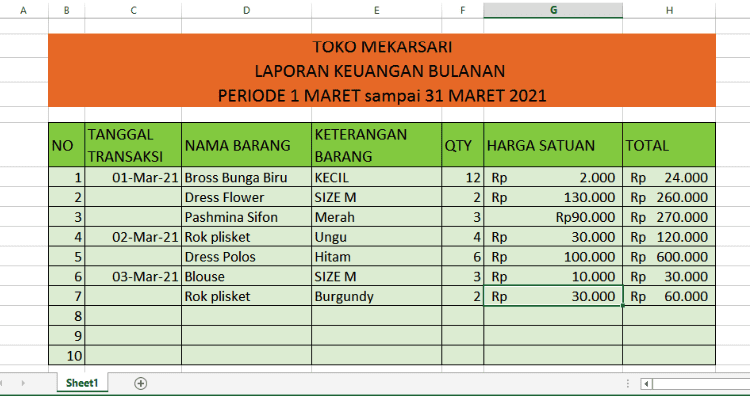 A B C D E F G H
TOKO MEKARSARI
LAPORAN KEUANGAN BULANAN
PERIODE 1 MARET sampai 31 MARET 2021
NO TANGGAL TRANSAKSI NAMA BARANG KETERANGAN BARANG QTY HARGA SATUAN TOTAL
1 01-Mar-21 Bross Bunga Biru KECIL 12 Rp 2.000 Rp 24.000
2 Dress Flower SIZE M 2 Rp 130.000 Rp 260.000
3 Pashmina Sifon Merah 3 Rp90.000 Rp 270.000
4 02-Mar-21 Rok plisket Ungu 4 Rp 30.000 Rp 120.000
5 Dress Polos Hitam 6 Rp 100.000 Rp 600.000
6 03-Mar-21 Blouse SIZE M 3 Rp 10.000 Rp 30.000
7 Rok plisket Burgundy 2 Rp 30.000 Rp 60.000
8
9
10
Sheet1